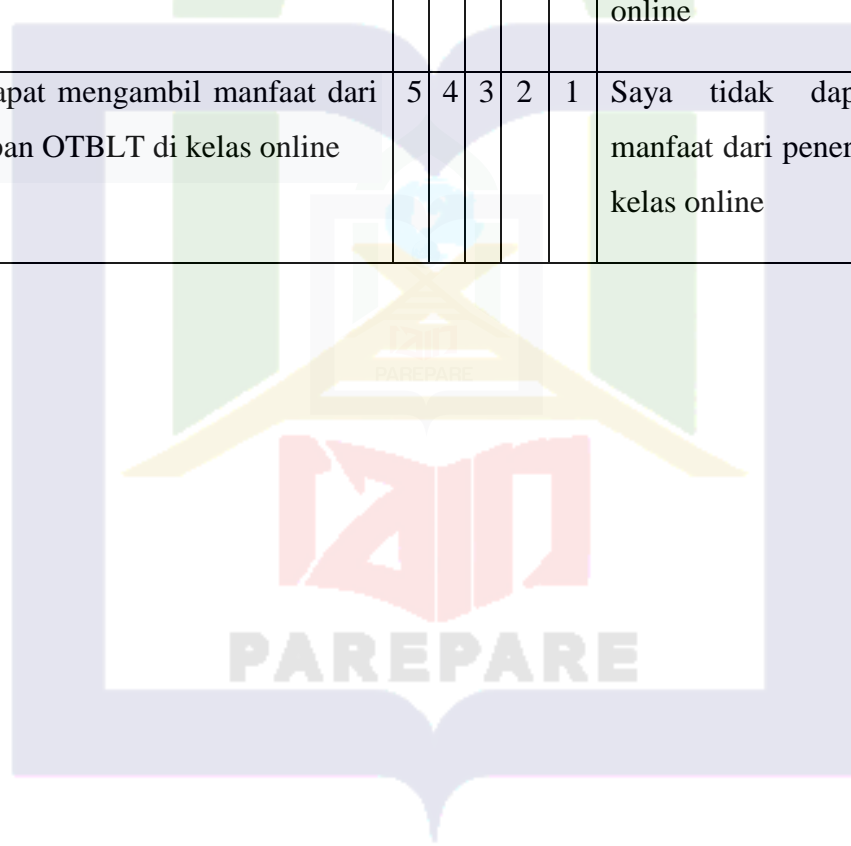 online
apat mengambil manfaat dari 5 4 3 2 1 Saya tidak dap
pan OTBLT di kelas online manfaat dari pener
kelas online
PAREPARE
PAREPARE